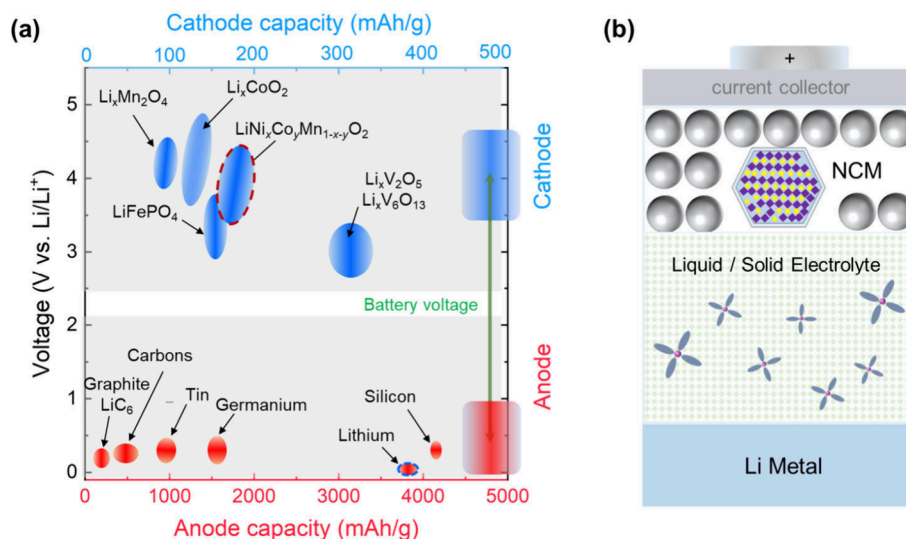 (a)
Cathode capacity (mAh/g)
0 100 200 300 400 500
Voltage (V vs. Li/Li⁺)
5
4
3
2
1
0
LiₓMn₂O₄
LiₓCoO₂
LiNiₓCoᵧMn₁₋ₓ₋ᵧO₂
LiFePO₄
LiₓV₂O₅
LiₓV₆O₁₃
Cathode
Battery voltage
Anode
Carbons
Graphite
LiC₆
Tin
Germanium
Silicon
Lithium
0 1000 2000 3000 4000 5000
Anode capacity (mAh/g)
(b)
+
current collector
NCM
Liquid / Solid Electrolyte
Li Metal